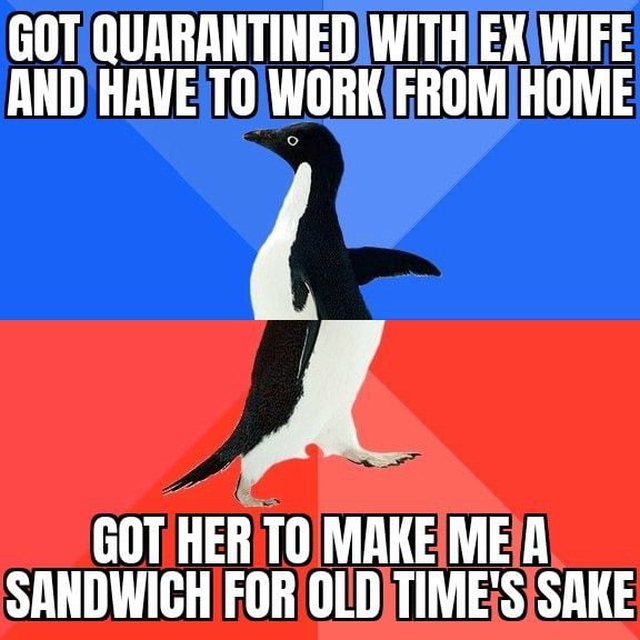 GOT QUARANTINED WITH EX WIFE
AND HAVE TO WORK FROM HOME
GOT HER TO MAKE ME A
SANDWICH FOR OLD TIME'S SAKE